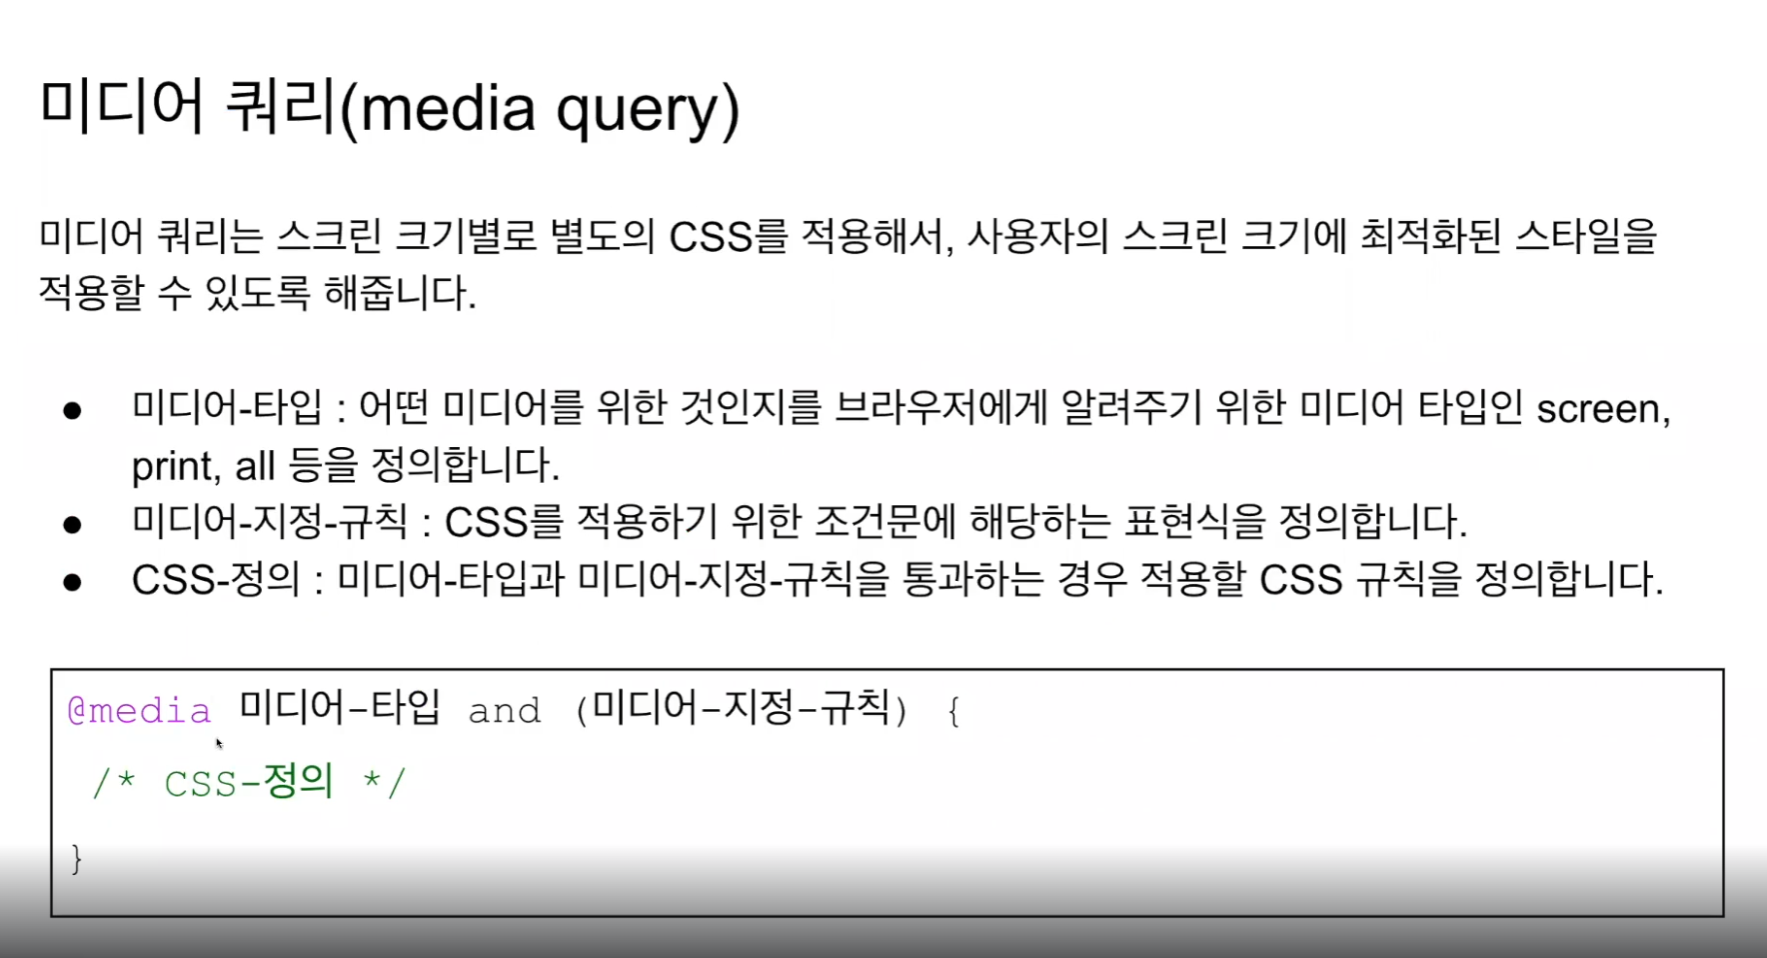 미디어 쿼리(media query)
미디어 쿼리는 스크린 크기별로 별도의 CSS를 적용해서, 사용자의 스크린 크기에 최적화된 스타일을
적용할 수 있도록 해줍니다.
● 미디어-타입 : 어떤 미디어를 위한 것인지를 브라우저에게 알려주기 위한 미디어 타입인 screen,
print, all 등을 정의합니다.
● 미디어-지정-규칙 : CSS를 적용하기 위한 조건문에 해당하는 표현식을 정의합니다.
● CSS-정의 : 미디어-타입과 미디어-지정-규칙을 통과하는 경우 적용할 CSS 규칙을 정의합니다.
@media 미디어-타입 and (미디어-지정-규칙) {
/* CSS-정의 */
}